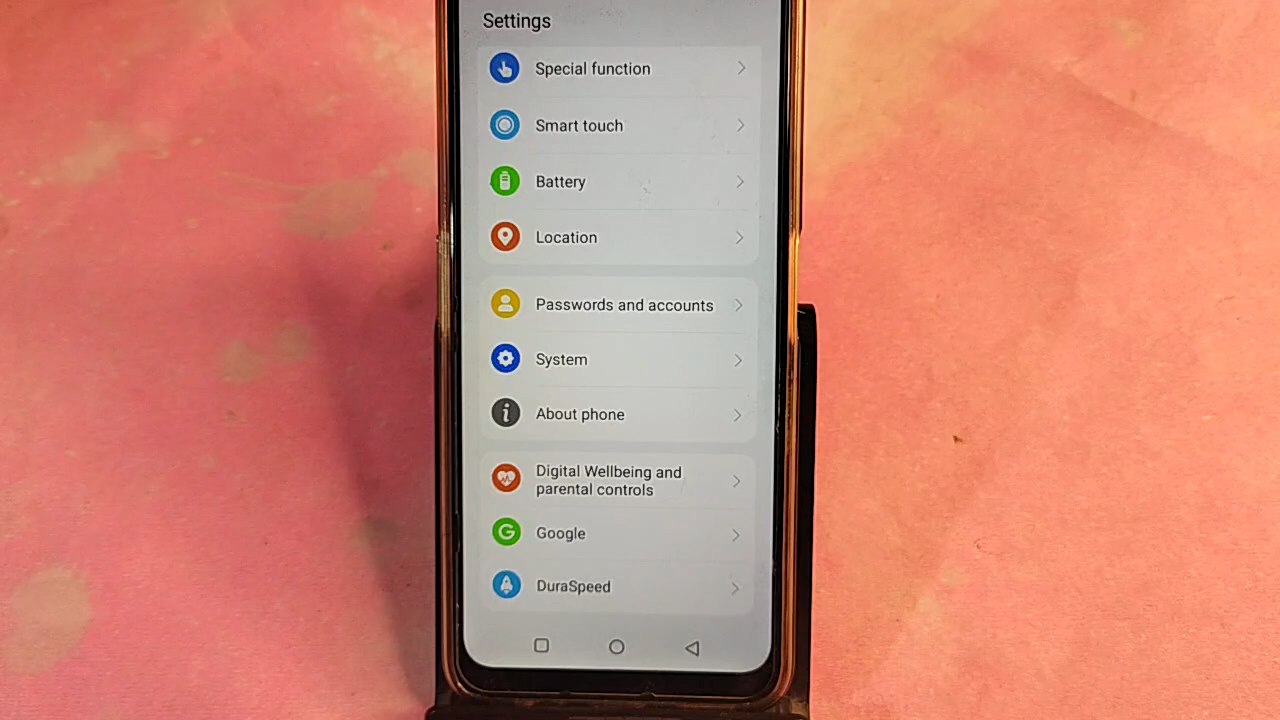 Settings
Special function
Smart touch
Battery
Location
Passwords and accounts
System
About phone
Digital Wellbeing and
parental controls
Google
DuraSpeed